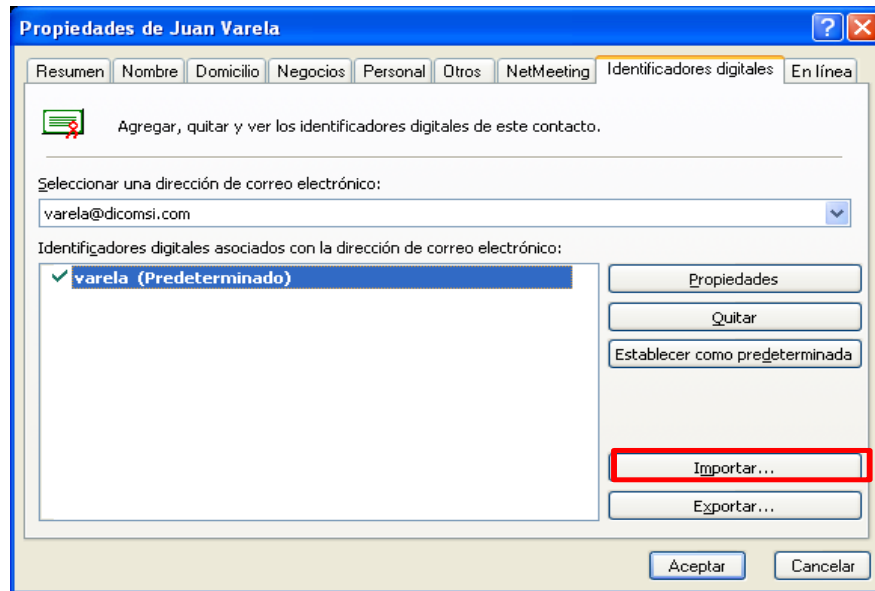 Propiedades de Juan Varela
Resumen Nombre Domicilio Negocios Personal Otros NetMeeting Identificadores digitales En línea
Agregar, quitar y ver los identificadores digitales de este contacto.
Seleccionar una dirección de correo electrónico:
varela@dicomsi.com
Identificadores digitales asociados con la dirección de correo electrónico:
varela (Predeterminado)
Propiedades
Quitar
Establecer como predeterminada
Importar...
Exportar...
Aceptar Cancelar